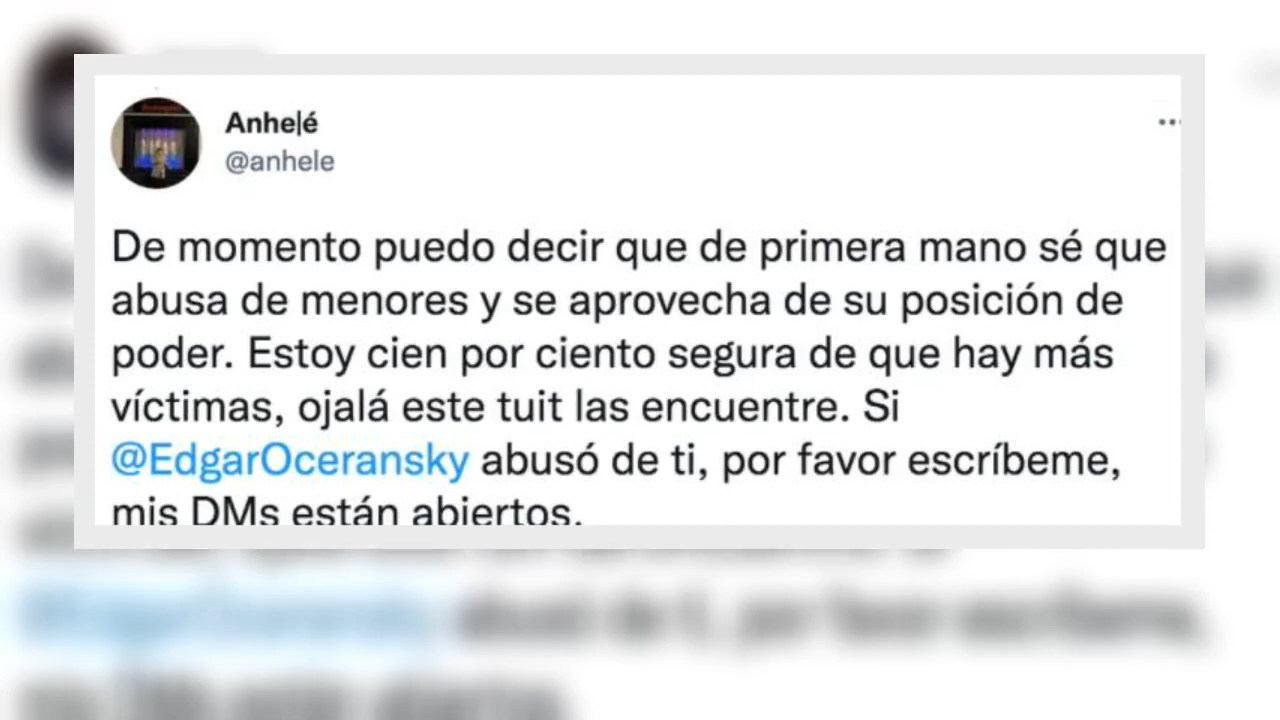 Anhe|é
@anhele
De momento puedo decir que de primera mano sé que
abusa de menores y se aprovecha de su posición de
poder. Estoy cien por ciento segura de que hay más
víctimas, ojalá este tuit las encuentre. Si
@EdgarOceransky abusó de ti, por favor escríbeme,
mis DMs están abiertos.